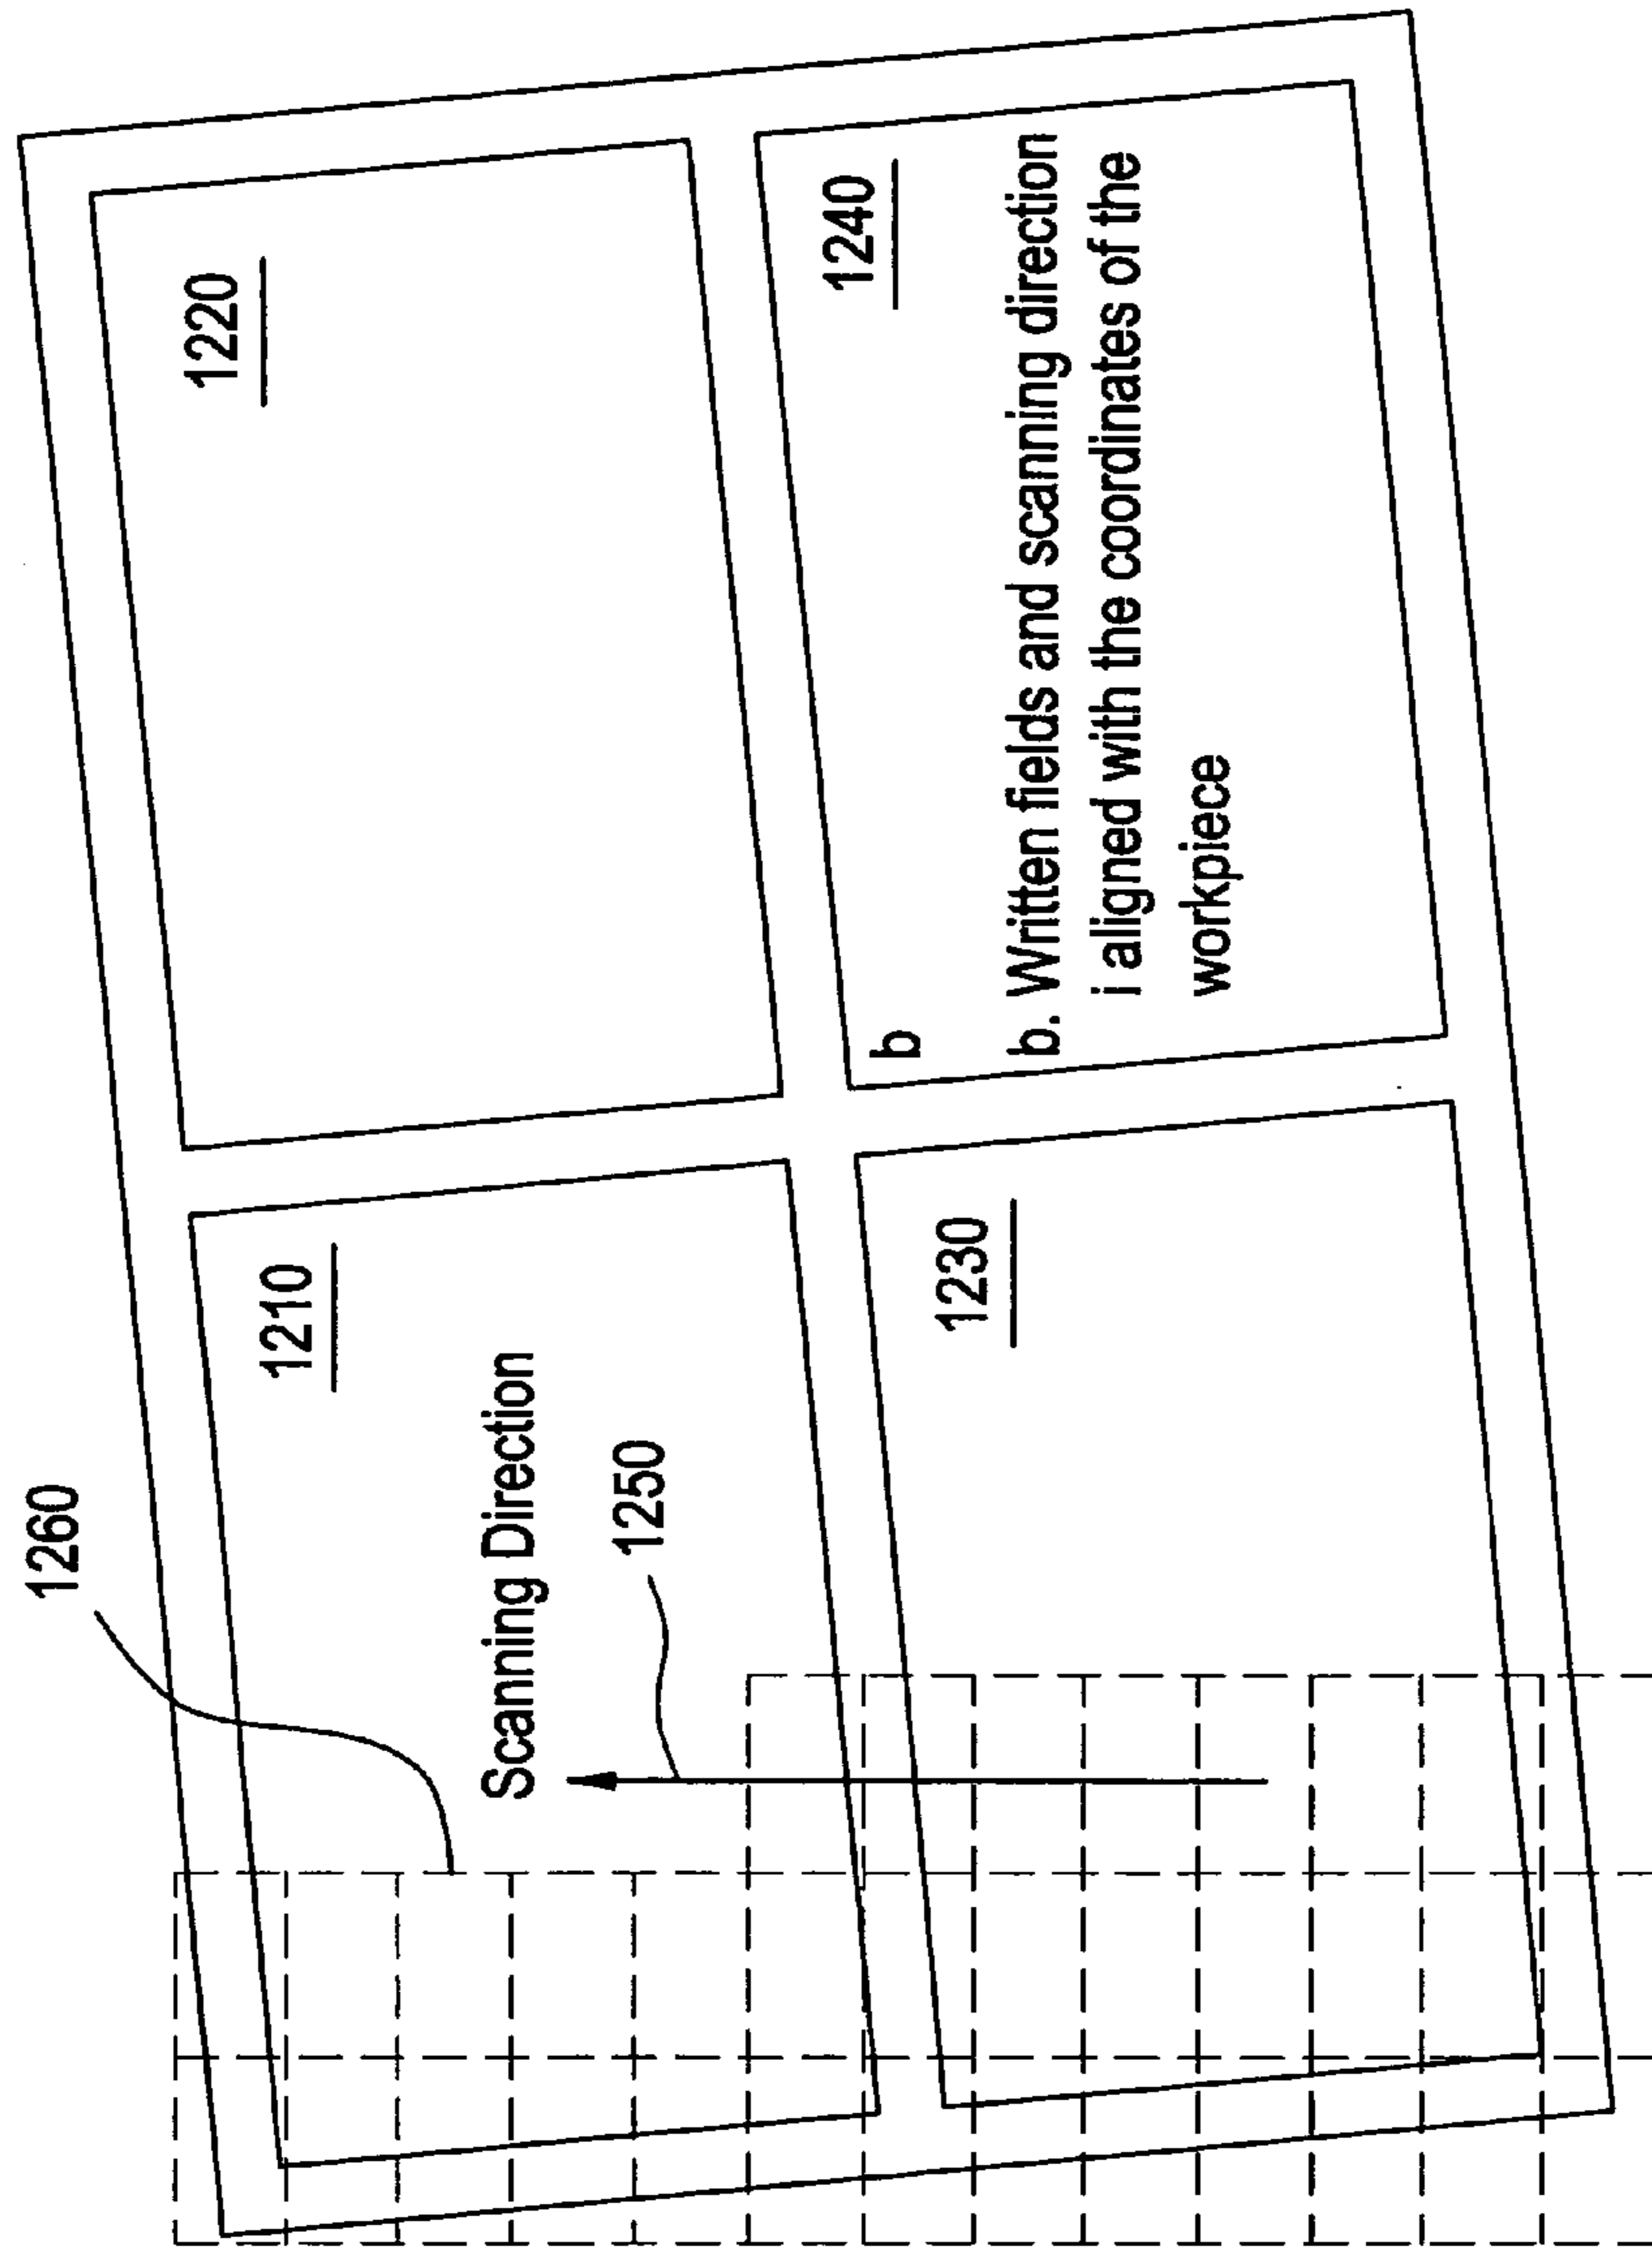 1260
1210
Scanning Direction
1250
1220
1230
b
1240
b. Written fields and scanning direction
i aligned with the coordinates of the
workpiece